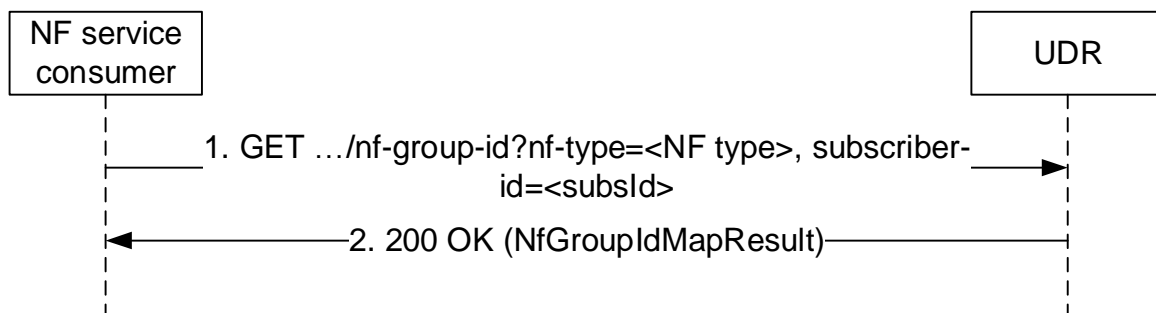 NF service
consumer
UDR
1. GET …/nf-group-id?nf-type=<NF type>, subscriber-
id=<subsId>
2. 200 OK (NfGroupIdMapResult)